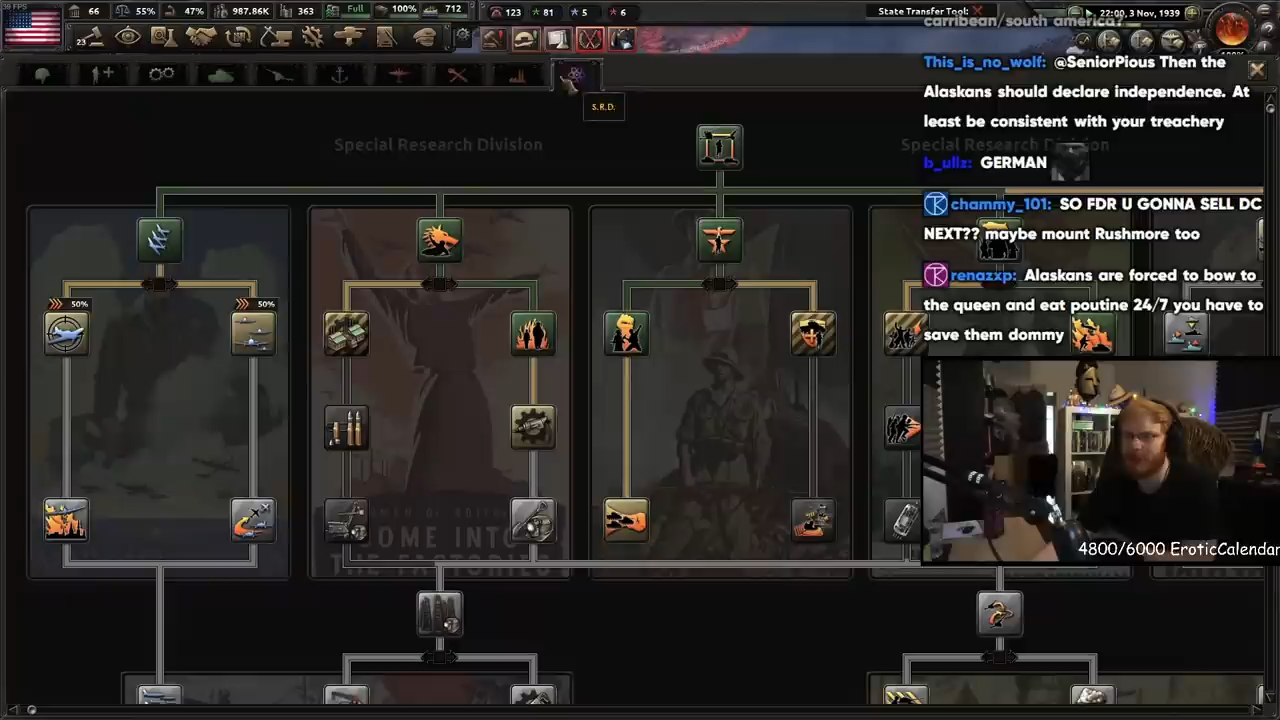 39 FPS
66
55%
47%
987.86K
363
Full
100%
712
123
81
5
6
State Transfer Tool:
22:00, 3 Nov, 1939
23
S.R.D.
Special Research Division
Special Research Division
50%
50%
COME INTO
THE FACTORIES
carribean/south america?
This_is_no_wolf: @SeniorPious Then the
Alaskans should declare independence. At
least be consistent with your treachery
b_ullz: GERMAN
chammy_101: SO FDR U GONNA SELL DC
NEXT?? maybe mount Rushmore too
renazxp: Alaskans are forced to bow to
the queen and eat poutine 24/7 you have to
save them dommy
4800/6000 EroticCalendar